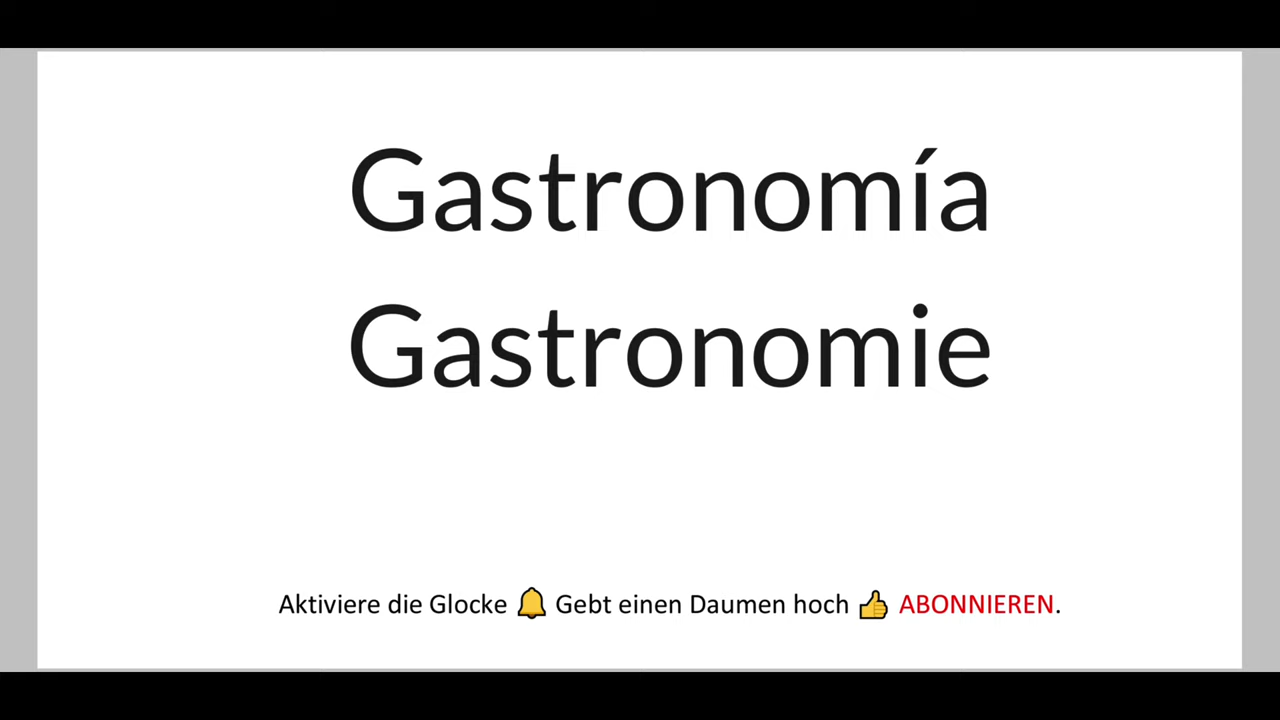 Gastronomía
Gastronomie
Aktiviere die Glocke 🔔 Gebt einen Daumen hoch 👍 ABONNIEREN.